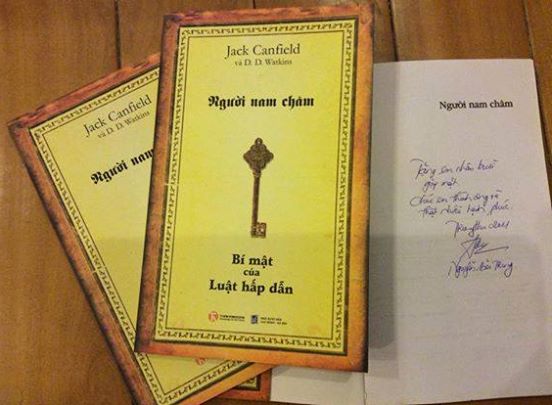 Jack Canfield
và D. D. Watkins
Người nam châm
Bí mật
của
Luật hấp dẫn
Jack Canfield
và D. D. Watkins
Người nam
Người nam châm
Tặng em nhân buổi
gặp mặt
Chúc em thành công và
thật nhiều hạnh phúc